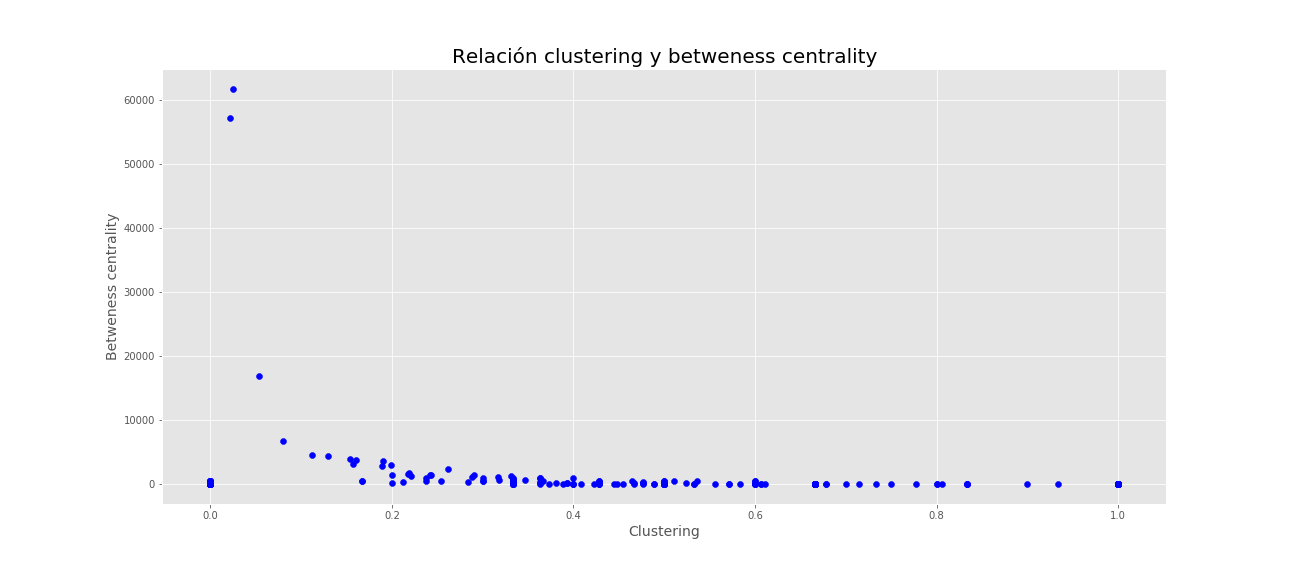 Relación clustering y betweness centrality
60000
50000
40000
30000
20000
10000
0
Betweness centrality
0.0 0.2 0.4 0.6 0.8 1.0
Clustering